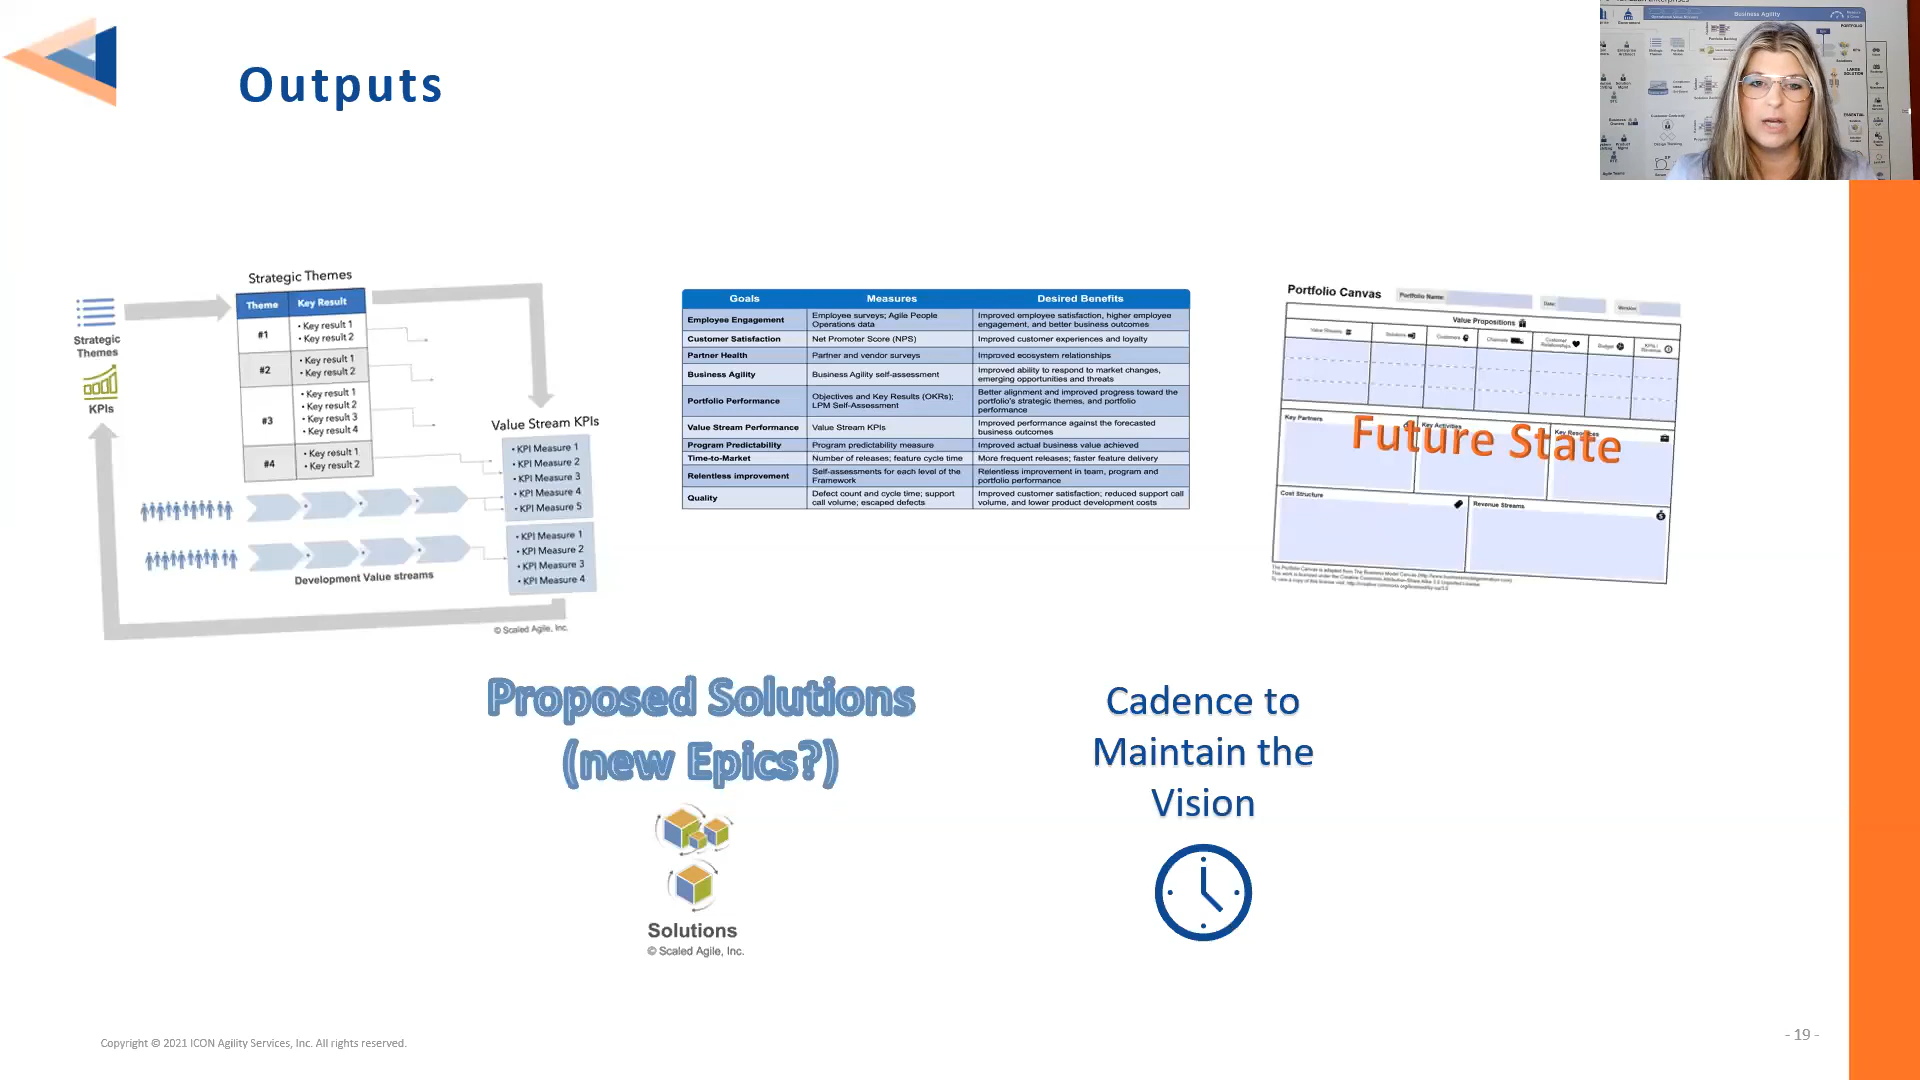 Outputs
Business Agility
Strategic Themes
Theme
Key Result
#1
• Key result 1
• Key result 2
#2
• Key result 1
• Key result 2
#3
• Key result 1
• Key result 2
• Key result 3
• Key result 4
#4
• Key result 1
• Key result 2
Strategic
Themes
KPIs
Value Stream KPIs
• KPI Measure 1
• KPI Measure 2
• KPI Measure 3
• KPI Measure 4
• KPI Measure 5
• KPI Measure 1
• KPI Measure 2
• KPI Measure 3
• KPI Measure 4
Development Value streams
© Scaled Agile, Inc.
Goals Measures Desired Benefits
Employee Engagement
Employee surveys; Agile People
Operations data
Improved employee satisfaction, higher employee
engagement, and better business outcomes
Customer Satisfaction
Net Promoter Score (NPS)
Improved customer experiences and loyalty
Partner Health
Partner and vendor surveys
Improved ecosystem relationships
Business Agility
Business Agility self-assessment
Improved ability to respond to market changes,
emerging opportunities and threats
Portfolio Performance
Objectives and Key Results (OKRs);
LPM Self-Assessment
Better alignment and improved progress toward the
portfolio's strategic themes, and portfolio
performance
Value Stream Performance
Value Stream KPIs
Improved performance against the forecasted
business outcomes
Program Predictability
Program predictability measure
Improved actual business value achieved
Time-to-Market
Number of releases; feature cycle time
More frequent releases; faster feature delivery
Relentless improvement
Self-assessments for each level of the
Framework
Relentless improvement in team, program and
portfolio performance
Quality
Defect count and cycle time; support
call volume; escaped defects
Improved customer satisfaction; reduced support call
volume, and lower product development costs
Portfolio Canvas
Portfolio Name:
Date:
Version:
Value Propositions
Value Streams
Solutions
Customers
Channels
Customer
Relationships
Budget
KPIs /
Revenue
Key Partners
Key Activities
Key Resources
Future State
Cost Structure
Revenue Streams
Proposed Solutions
(new Epics?)
Solutions
© Scaled Agile, Inc.
Cadence to
Maintain the
Vision
Copyright © 2021 ICON Agility Services, Inc. All rights reserved.
- 19 -